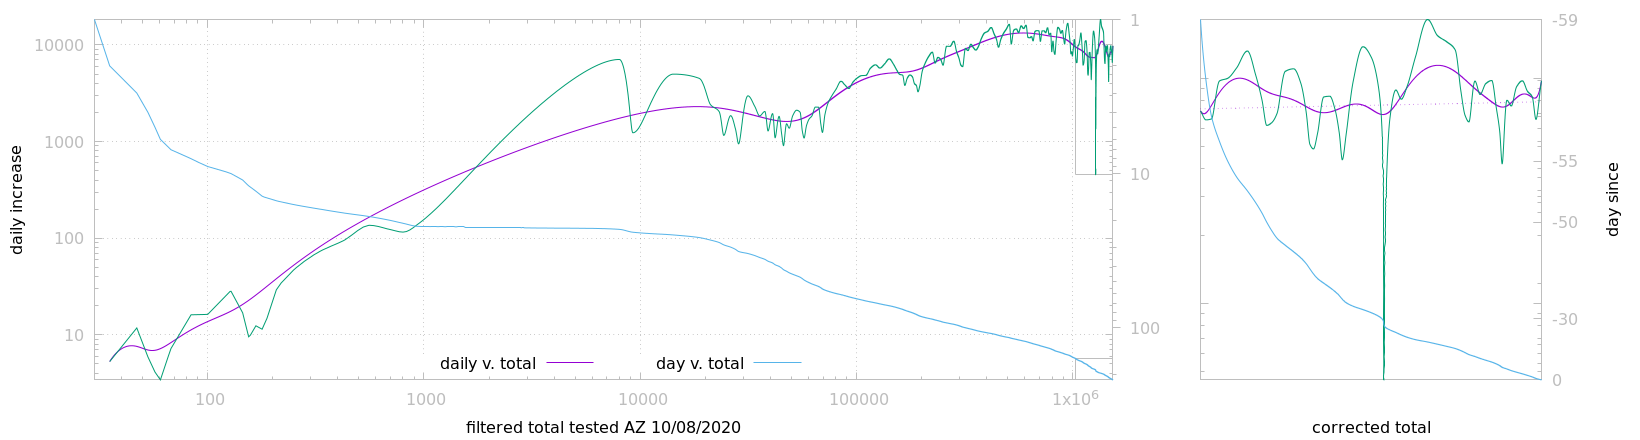 daily increase
10000
1000
100
10
100
1000
10000
100000
1x10⁶
1
10
100
daily v. total
day v. total
filtered total tested AZ 10/08/2020
-59
-55
-50
-30
0
day since
corrected total